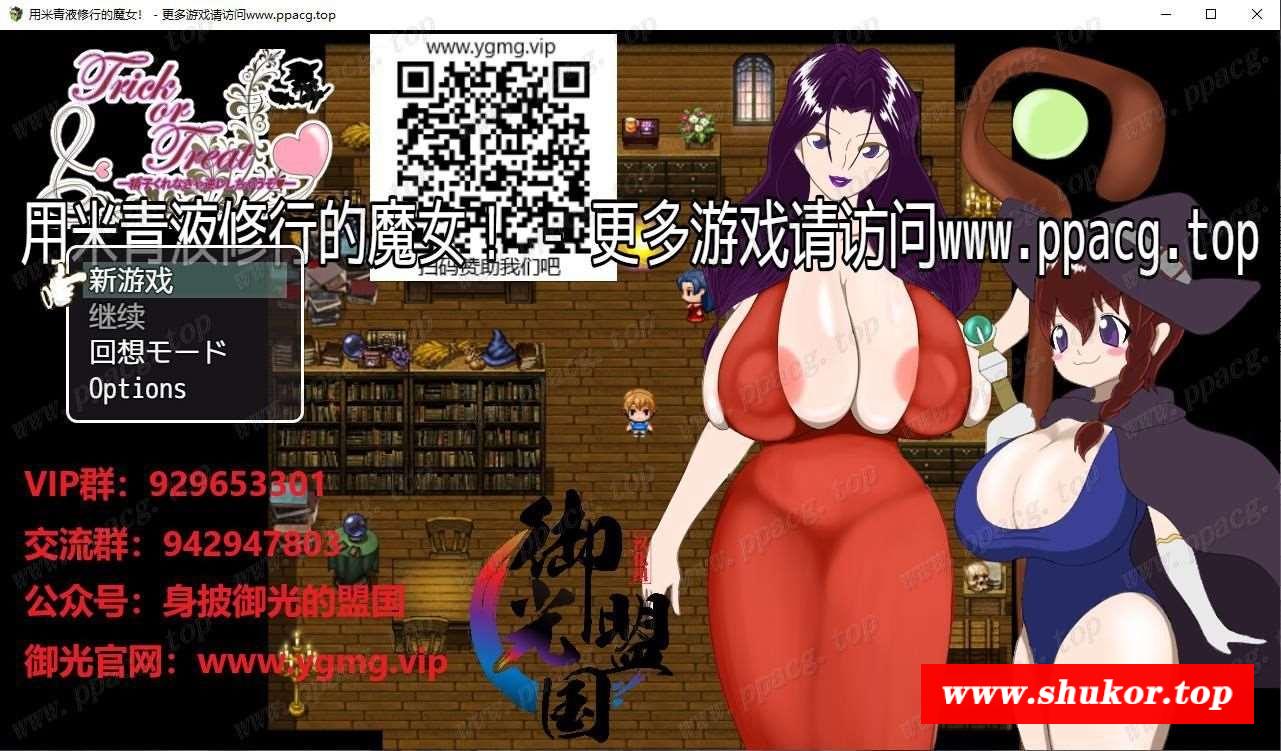 用米青液修行的魔女！ - 更多游戏请访问www.ppacg.top
Trick
or
Treat
www.ygmg.vip
扫码赞助我们吧
用米青液修行的魔女！ - 更多游戏请访问www.ppacg.top
新游戏
继续
回想モード
Options
VIP群：929653301
交流群：942947803
公众号：身披御光的盟国
御光官网：www.ygmg.vip
御光盟国
www.shukor.top